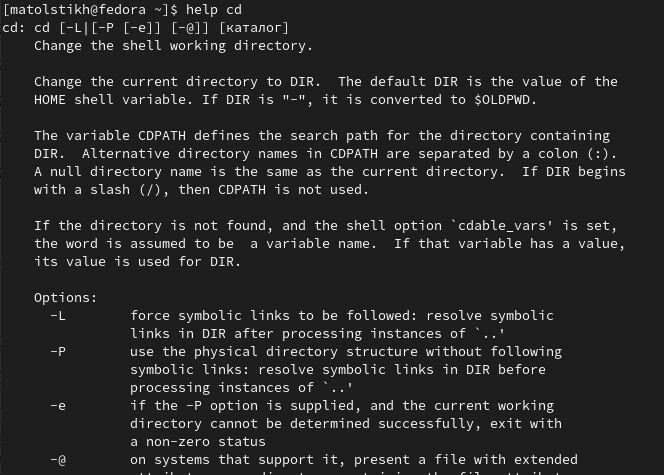 [matolstikh@fedora ~]$ help cd
cd: cd [-L|[-P [-e]] [-@]] [каталог]
Change the shell working directory.
Change the current directory to DIR.  The default DIR is the value of the
HOME shell variable. If DIR is "-", it is converted to $OLDPWD.
The variable CDPATH defines the search path for the directory containing
DIR.  Alternative directory names in CDPATH are separated by a colon (:).
A null directory name is the same as the current directory.  If DIR begins
with a slash (/), then CDPATH is not used.
If the directory is not found, and the shell option `cdable_vars' is set,
the word is assumed to be  a variable name.  If that variable has a value,
its value is used for DIR.
Options:
-L        force symbolic links to be followed: resolve symbolic
links in DIR after processing instances of `..'
-P        use the physical directory structure without following
symbolic links: resolve symbolic links in DIR before
processing instances of `..'
-e        if the -P option is supplied, and the current working
directory cannot be determined successfully, exit with
a non-zero status
-@        on systems that support it, present a file with extended